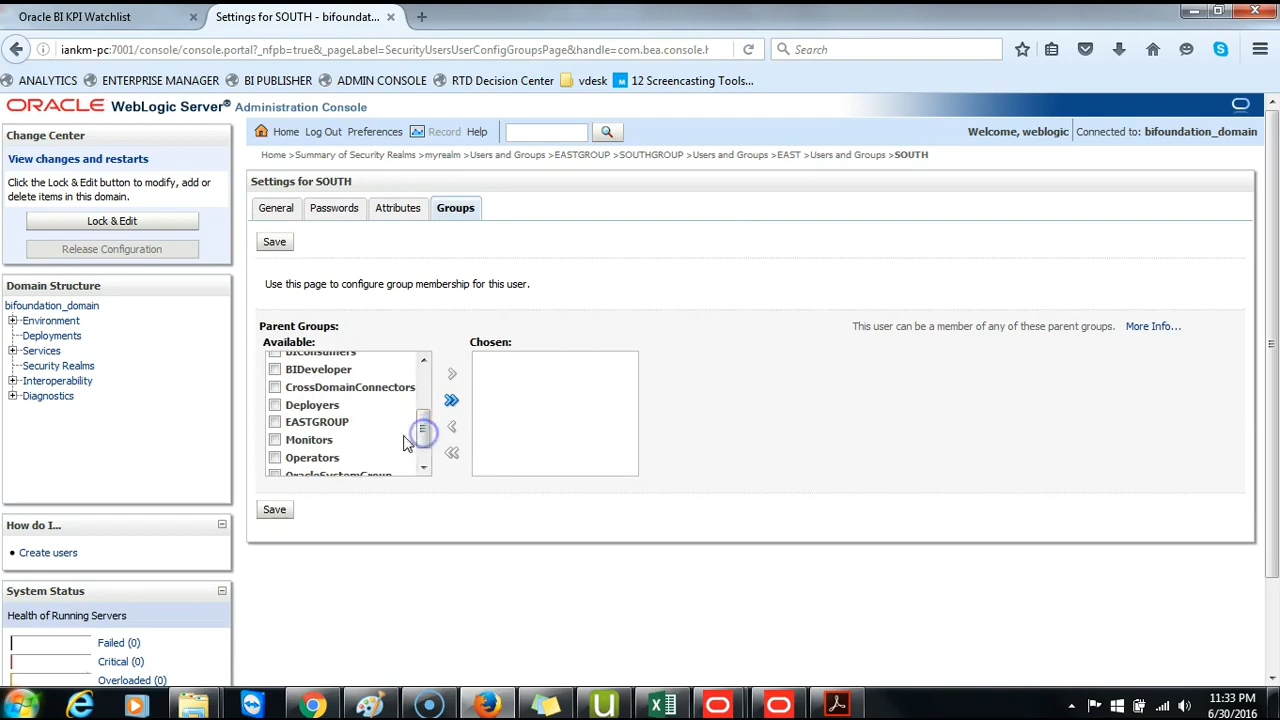 Oracle BI KPI Watchlist
Settings for SOUTH - bifoundat...
iankm-pc:7001/console/console.portal?_nfpb=true&_pageLabel=SecurityUsersUserConfigGroupsPage&handle=com.bea.console.h
Search
ANALYTICS
ENTERPRISE MANAGER
BI PUBLISHER
ADMIN CONSOLE
RTD Decision Center
vdesk
12 Screencasting Tools...
ORACLE WebLogic Server® Administration Console
Change Center
View changes and restarts
Click the Lock & Edit button to modify, add or
delete items in this domain.
Lock & Edit
Release Configuration
Domain Structure
bifoundation_domain
Environment
Deployments
Services
Security Realms
Interoperability
Diagnostics
How do I...
Create users
System Status
Health of Running Servers
Failed (0)
Critical (0)
Overloaded (0)
Home Log Out Preferences Record Help
Welcome, weblogic
Connected to: bifoundation_domain
Home >Summary of Security Realms >myrealm >Users and Groups >EASTGROUP >SOUTHGROUP >Users and Groups >EAST >Users and Groups >SOUTH
Settings for SOUTH
General
Passwords
Attributes
Groups
Save
Use this page to configure group membership for this user.
Parent Groups:
This user can be a member of any of these parent groups. More Info...
Available:
Chosen:
BIConsumers
BIDeveloper
CrossDomainConnectors
Deployers
EASTGROUP
Monitors
Operators
OracleSystemGroup
Save
11:33 PM
6/30/2016